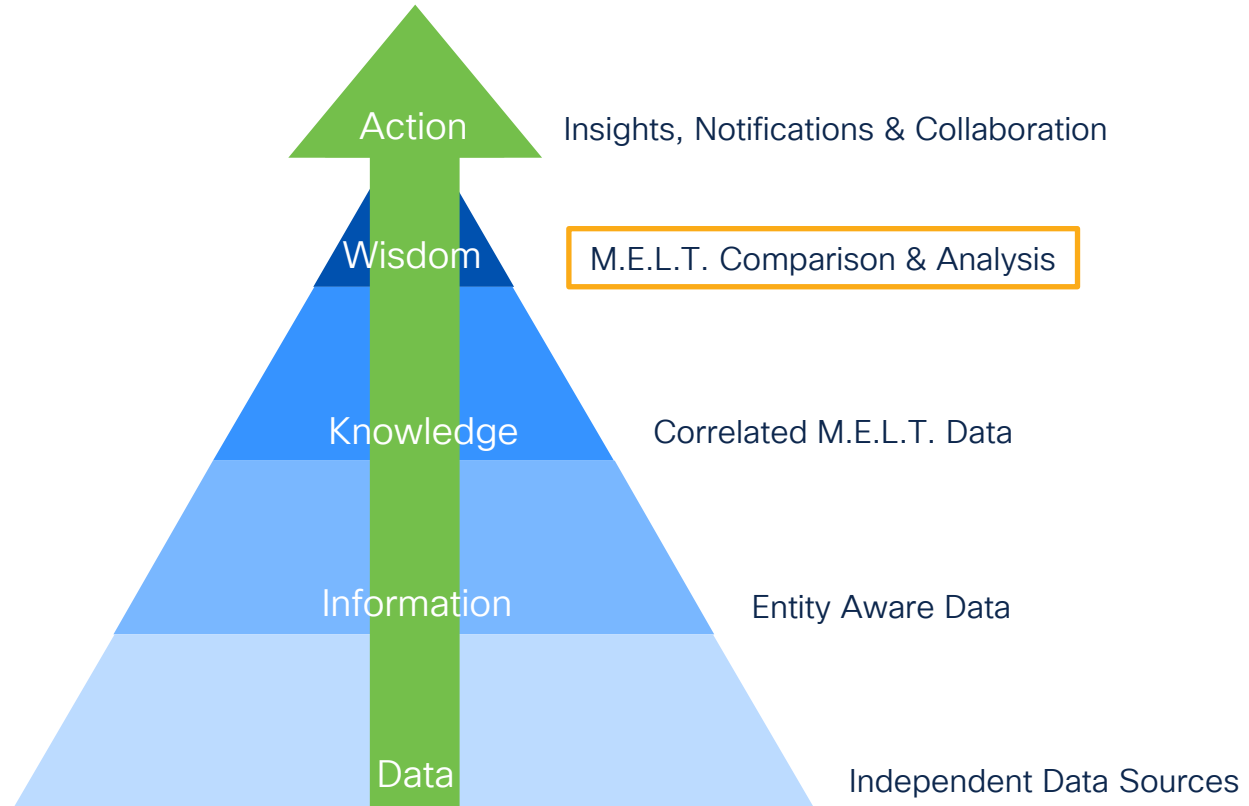 Action
Insights, Notifications & Collaboration
Wisdom
M.E.L.T. Comparison & Analysis
Knowledge
Correlated M.E.L.T. Data
Information
Entity Aware Data
Data
Independent Data Sources